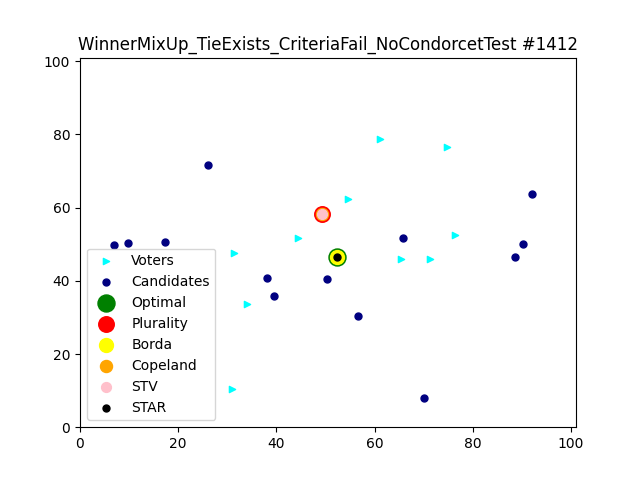 WinnerMixUp_TieExists_CriteriaFail_NoCondorcetTest #1412
100
80
60
40
20
0
Voters
Candidates
Optimal
Plurality
Borda
Copeland
STV
STAR
0 20 40 60 80 100